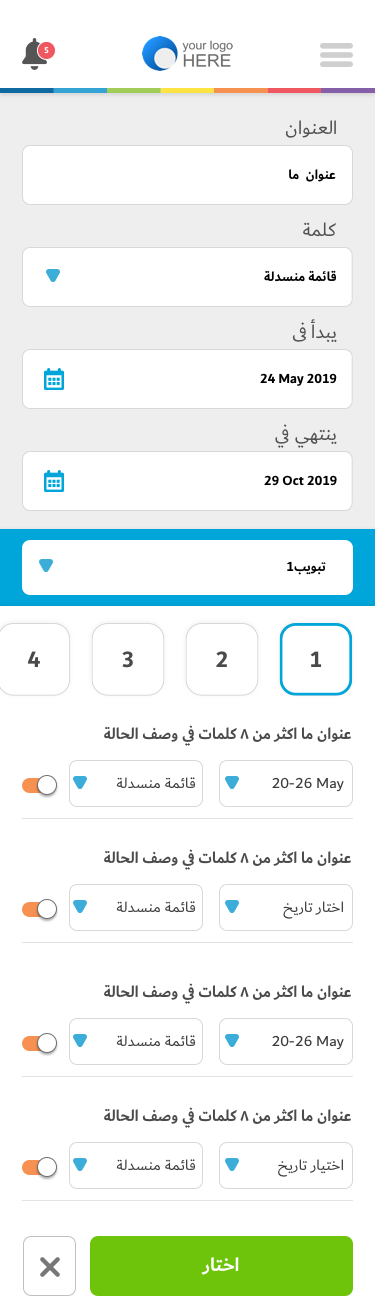 your logo
HERE
5
العنوان
عنوان ما
كلمة
قائمة منسدلة
يبدأ في
24 May 2019
ينتهي في
29 Oct 2019
تبويب1
1 2 3 4
عنوان ما اكثر من ٨ كلمات في وصف الحالة
20-26 May قائمة منسدلة
عنوان ما اكثر من ٨ كلمات في وصف الحالة
اختار تاريخ قائمة منسدلة
عنوان ما اكثر من ٨ كلمات في وصف الحالة
20-26 May قائمة منسدلة
عنوان ما اكثر من ٨ كلمات في وصف الحالة
اختيار تاريخ قائمة منسدلة
اختار